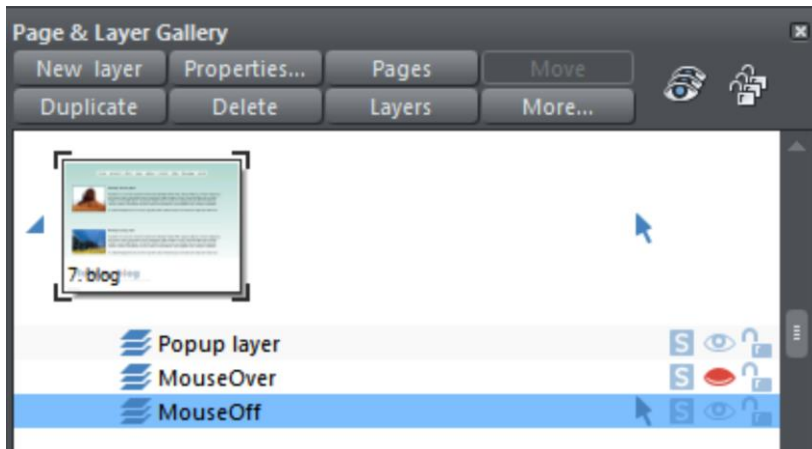 Page & Layer Gallery
New layer Properties... Pages Move
Duplicate Delete Layers More...
7. blog
Popup layer
S
MouseOver
S
MouseOff
S